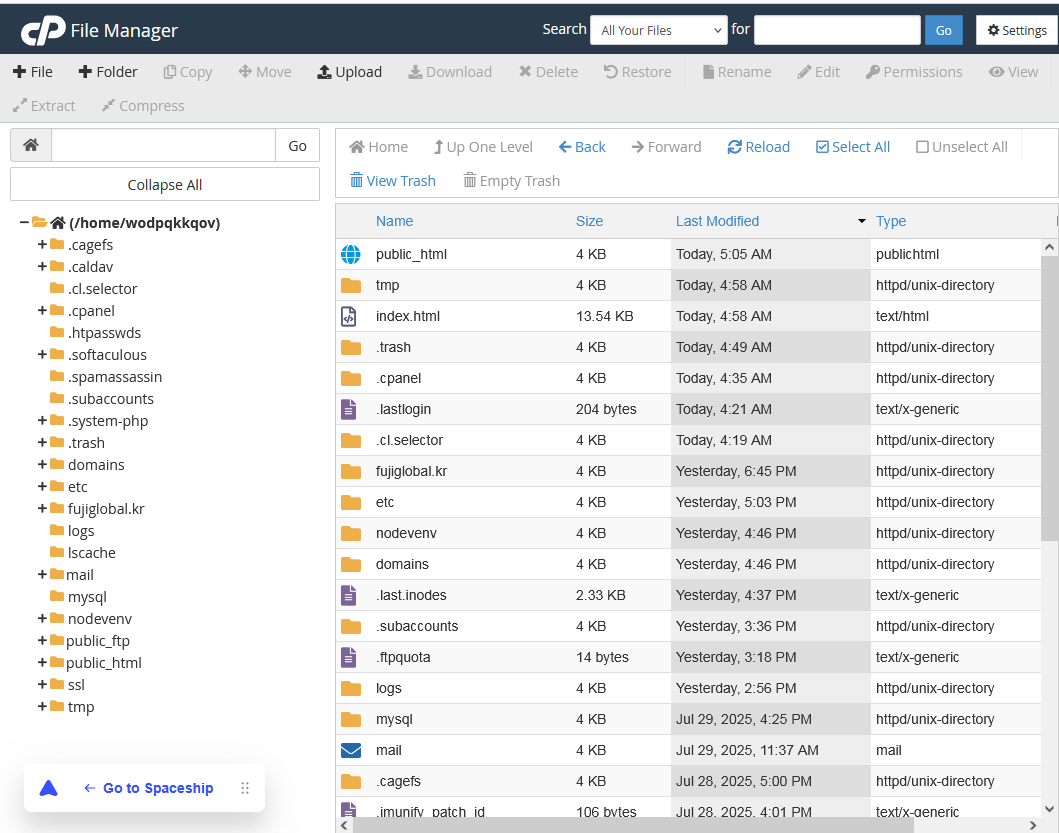 cP File Manager
Search All Your Files for Go Settings
File Folder Copy Move Upload Download Delete Restore Rename Edit Permissions View
Extract Compress
Go
Collapse All
(/home/wodpqkkqov)
.cagefs
.caldav
.cl.selector
.cpanel
.htpasswds
.softaculous
.spamassassin
.subaccounts
.system-php
.trash
domains
etc
fujiglobal.kr
logs
lscache
mail
mysql
nodevenv
public_ftp
public_html
ssl
tmp
Go to Spaceship
Home Up One Level Back Forward Reload Select All Unselect All
View Trash Empty Trash
Name Size Last Modified Type
public_html 4 KB Today, 5:05 AM publichtml
tmp 4 KB Today, 4:58 AM httpd/unix-directory
index.html 13.54 KB Today, 4:58 AM text/html
.trash 4 KB Today, 4:49 AM httpd/unix-directory
.cpanel 4 KB Today, 4:35 AM httpd/unix-directory
.lastlogin 204 bytes Today, 4:21 AM text/x-generic
.cl.selector 4 KB Today, 4:19 AM httpd/unix-directory
fujiglobal.kr 4 KB Yesterday, 6:45 PM httpd/unix-directory
etc 4 KB Yesterday, 5:03 PM httpd/unix-directory
nodevenv 4 KB Yesterday, 4:46 PM httpd/unix-directory
domains 4 KB Yesterday, 4:46 PM httpd/unix-directory
.last.inodes 2.33 KB Yesterday, 4:37 PM text/x-generic
.subaccounts 4 KB Yesterday, 3:36 PM httpd/unix-directory
.ftpquota 14 bytes Yesterday, 3:18 PM text/x-generic
logs 4 KB Yesterday, 2:56 PM httpd/unix-directory
mysql 4 KB Jul 29, 2025, 4:25 PM httpd/unix-directory
mail 4 KB Jul 29, 2025, 11:37 AM mail
.cagefs 4 KB Jul 28, 2025, 5:00 PM httpd/unix-directory
.imunify_patch_id 106 bytes Jul 28, 2025, 4:01 PM text/x-generic